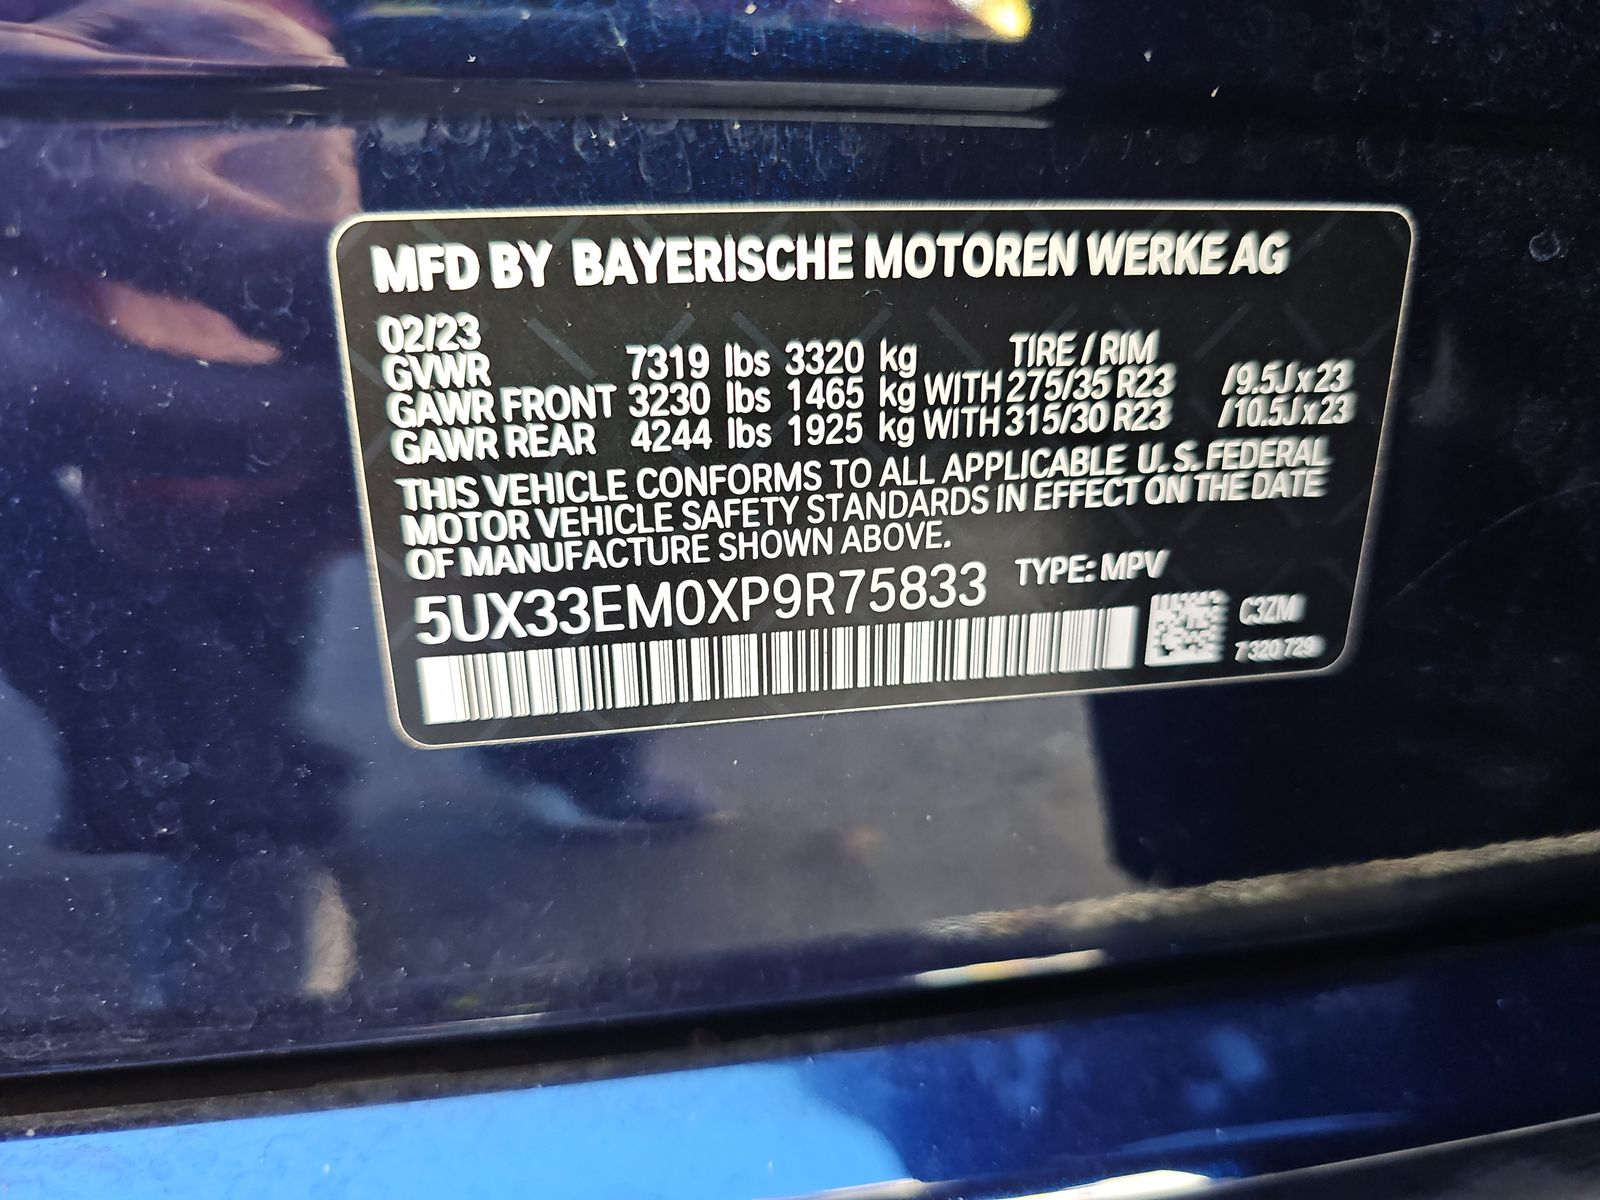 MFD BY BAYERISCHE MOTOREN WERKE AG
02/23
GVWR 7319 lbs 3320 kg TIRE / RIM
GAWR FRONT 3230 lbs 1465 kg WITH 275/35 R23 /9.5J x 23
GAWR REAR 4244 lbs 1925 kg WITH 315/30 R23 /10.5J x 23
THIS VEHICLE CONFORMS TO ALL APPLICABLE U.S. FEDERAL
MOTOR VEHICLE SAFETY STANDARDS IN EFFECT ON THE DATE
OF MANUFACTURE SHOWN ABOVE.
5UX33EM0XP9R75833 TYPE: MPV
C3ZM
7 320 729